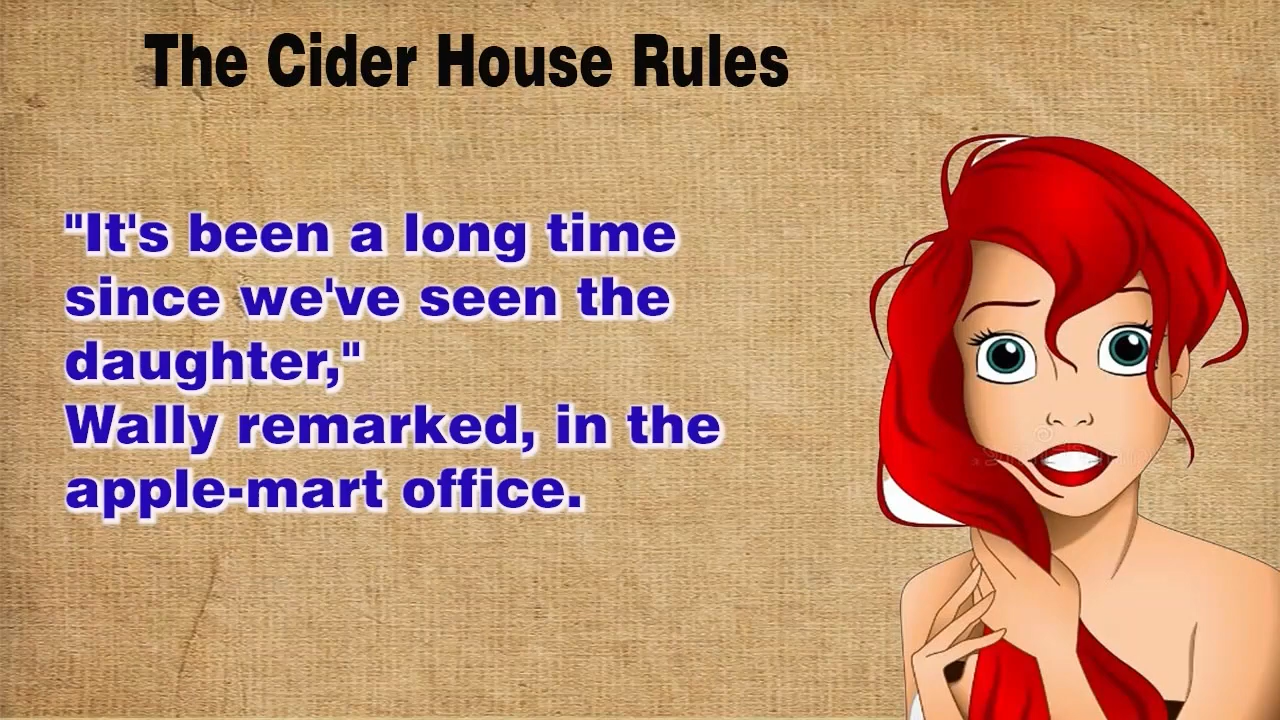 The Cider House Rules
"It's been a long time
since we've seen the
daughter,"
Wally remarked, in the
apple-mart office.